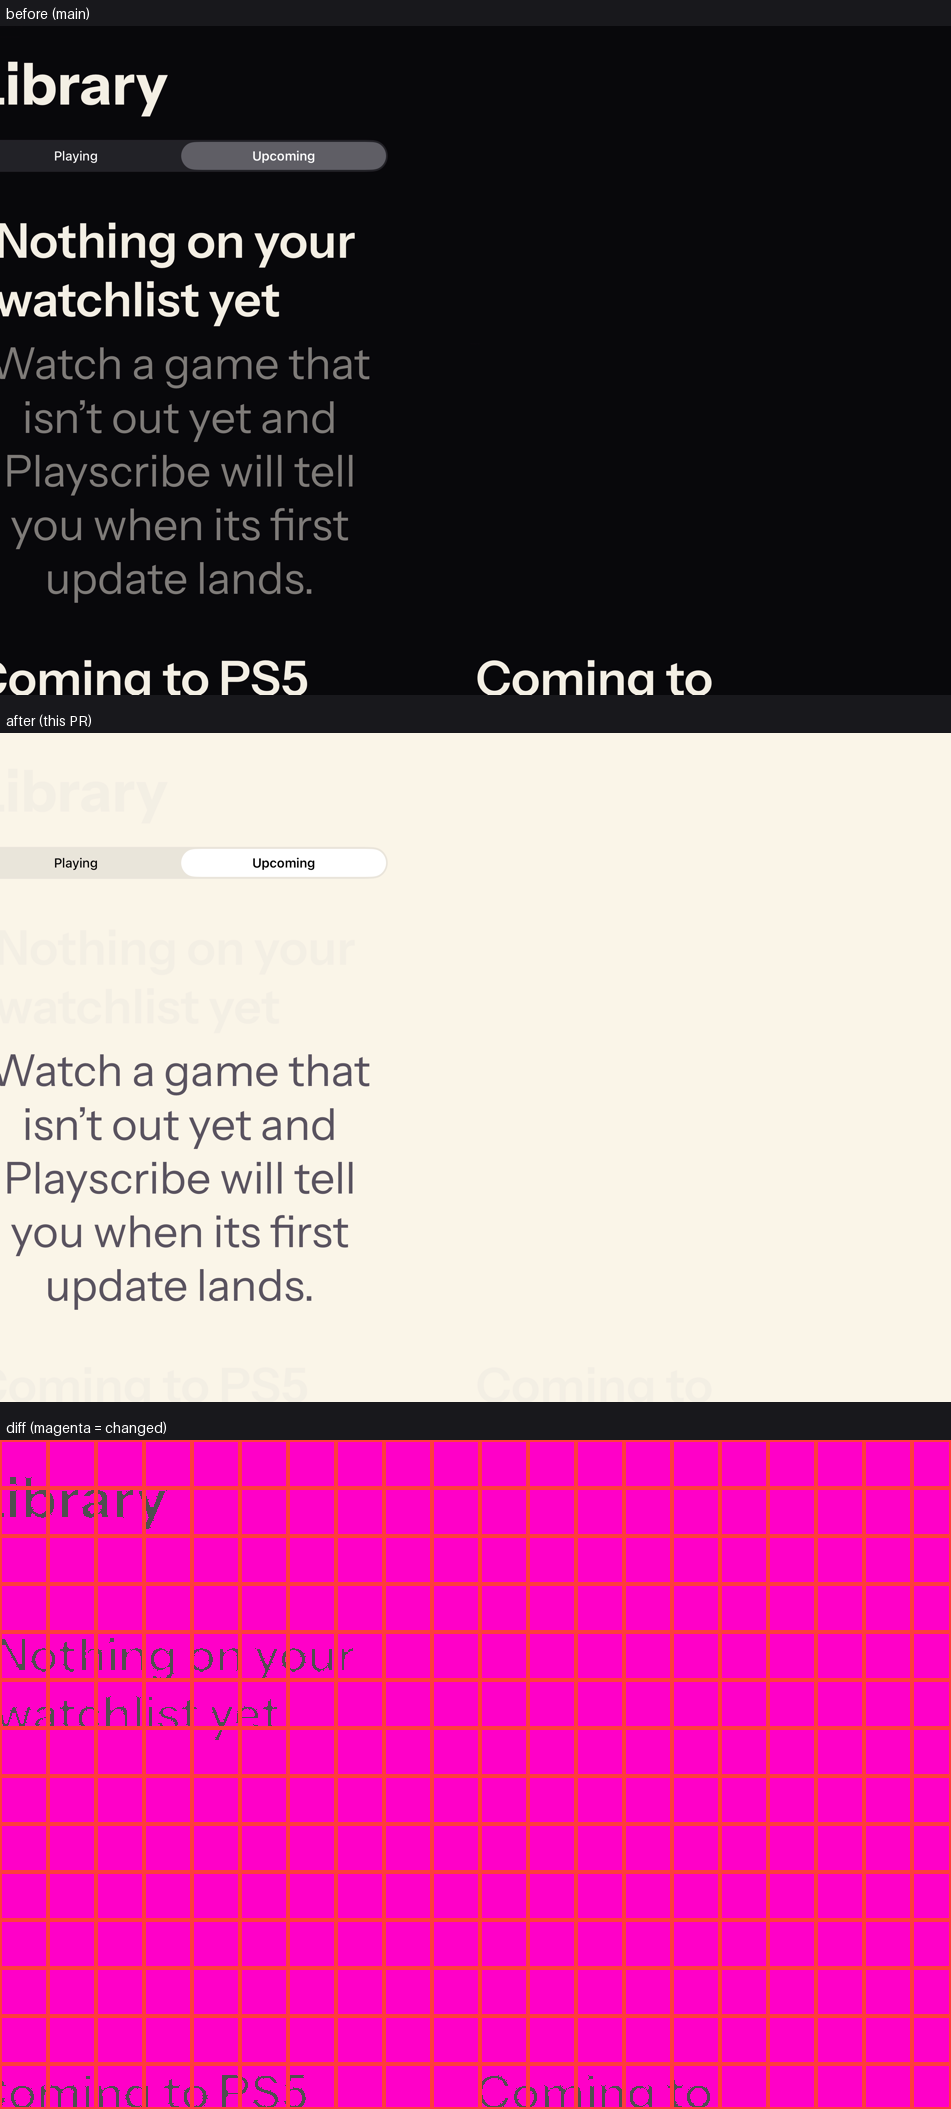 before (main)
Library
Playing
Upcoming
Nothing on your
watchlist yet
Watch a game that
isn’t out yet and
Playscribe will tell
you when its first
update lands.
Coming to PS5
Coming to
after (this PR)
Library
Playing
Upcoming
Nothing on your
watchlist yet
Watch a game that
isn’t out yet and
Playscribe will tell
you when its first
update lands.
Coming to PS5
Coming to
diff (magenta = changed)
Library
Nothing on your
watchlist yet
Coming to PS5
Coming to